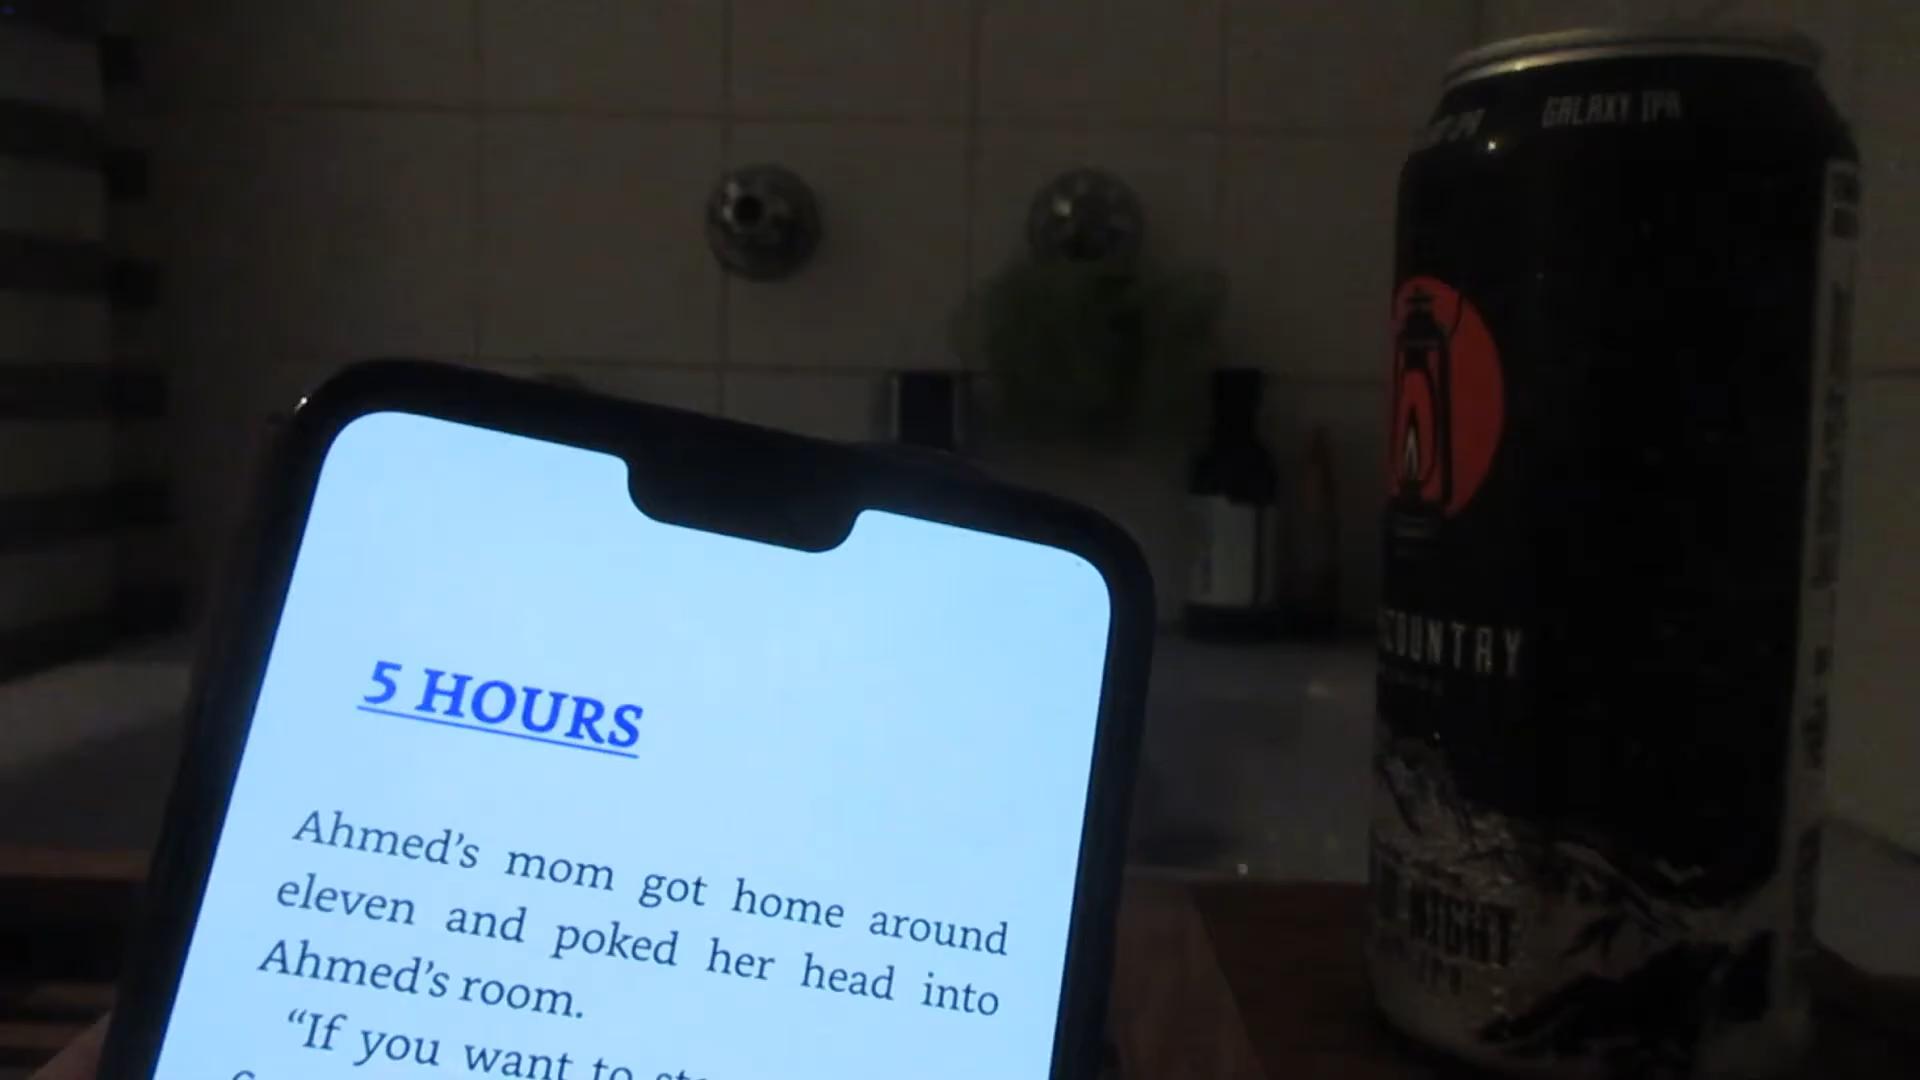 5 HOURS
Ahmed's mom got home around
eleven and poked her head into
Ahmed's room.
“If you want to
GALAXY IPA
COUNTRY
NIGHT